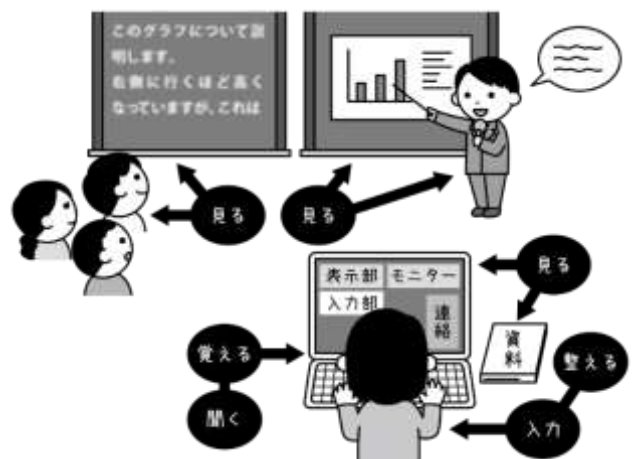 このグラフについて説
明します。
右側に行くほど高く
なっていますが、これは
見る
見る
表示部
モニター
入力部
連絡
見る
資料
覚える
整える
聞く
入力